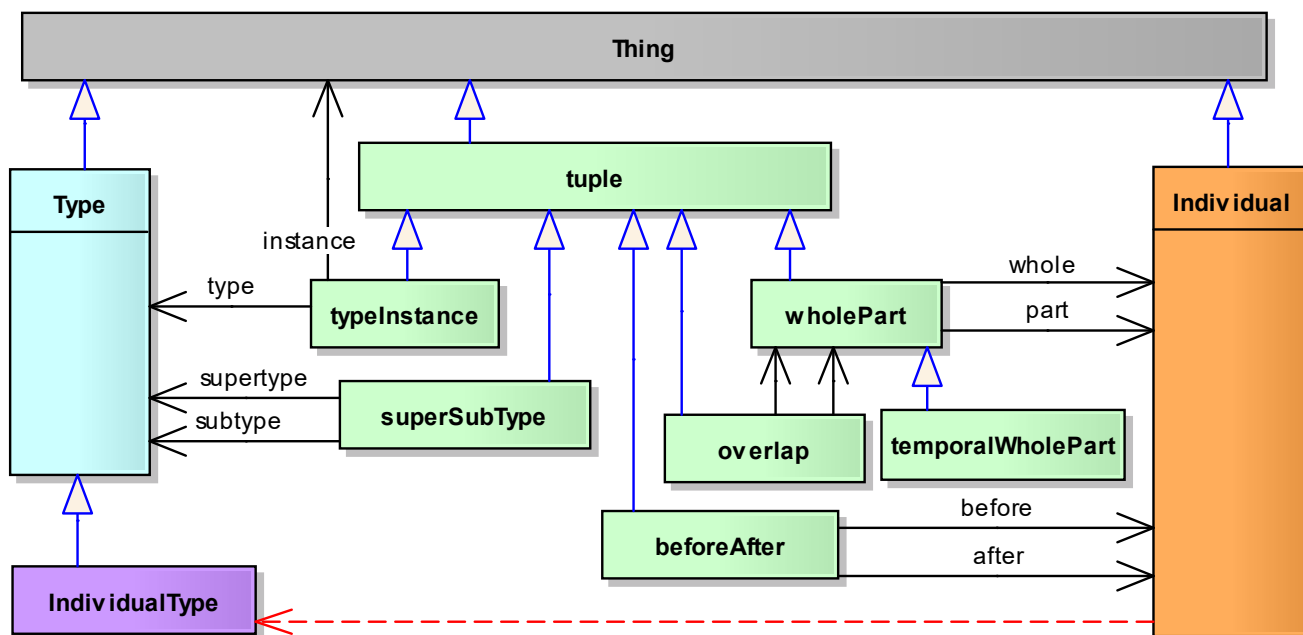 Thing
tuple
Type
Individual
instance
whole
type
typeInstance
wholePart
part
supertype
superSubType
subtype
overlap
temporalWholePart
before
beforeAfter
after
IndividualType